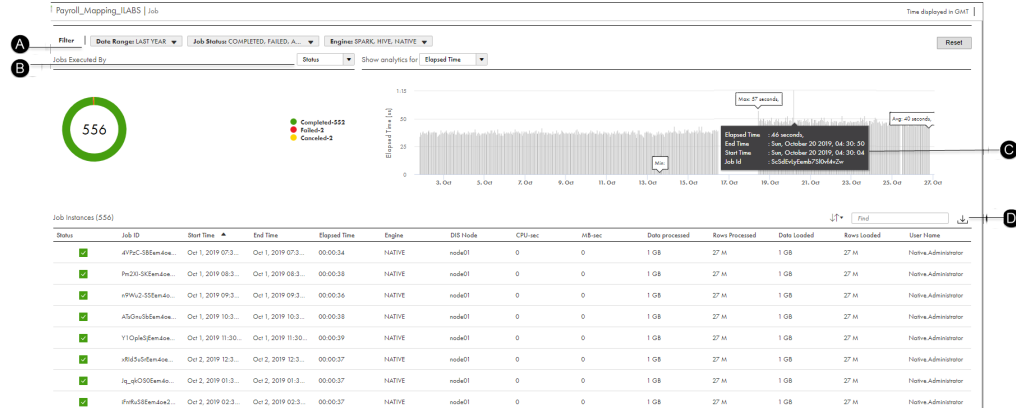 Payroll_Mapping_ILABS | Job
Time displayed in GMT
A
Filter
Date Range: LAST YEAR
Job Status: COMPLETED, FAILED, A...
Engine: SPARK, HIVE, NATIVE
Reset
B
Jobs Executed By
Status
Show analytics for
Elapsed Time
556
Completed-552
Failed-2
Canceled-2
Elapsed Time [ss]
1:15
50
25
0
Max: 57 seconds,
Avg: 40 seconds,
Min:
Elapsed Time : 46 seconds,
End Time : Sun, October 20 2019, 04: 30: 50
Start Time : Sun, October 20 2019, 04: 30: 04
Job Id
C
3. Oct 5. Oct 7. Oct 9. Oct 11. Oct 13. Oct 15. Oct 17. Oct 19. Oct 21. Oct 23. Oct 25. Oct 27. Oct
Job Instances (556)
Find
D
Status Job ID Start Time End Time Elapsed Time Engine DIS Node CPU-sec MB-sec Data processed Rows Processed Data Loaded Rows Loaded User Name
4VPzC-SBEem4oe... Oct 1, 2019 07:3... Oct 1, 2019 07:3... 00:00:34 NATIVE node01 0 0 1 GB 27 M 1 GB 27 M Native.Administrator
Pm2XI-SKEem4oe... Oct 1, 2019 08:3... Oct 1, 2019 08:3... 00:00:38 NATIVE node01 0 0 1 GB 27 M 1 GB 27 M Native.Administrator
n9Wu2-SSEem4o... Oct 1, 2019 09:3... Oct 1, 2019 09:3... 00:00:36 NATIVE node01 0 0 1 GB 27 M 1 GB 27 M Native.Administrator
Oct 1, 2019 10:3... Oct 1, 2019 10:3... 00:00:38 NATIVE node01 0 0 1 GB 27 M 1 GB 27 M Native.Administrator
Oct 1, 2019 11:30... Oct 1, 2019 11:30... 00:00:39 NATIVE node01 0 0 1 GB 27 M 1 GB 27 M Native.Administrator
Oct 2, 2019 12:3... Oct 2, 2019 12:3... 00:00:37 NATIVE node01 0 0 1 GB 27 M 1 GB 27 M Native.Administrator
Jq_qkOS0Eem4o... Oct 2, 2019 01:3... Oct 2, 2019 01:3... 00:00:37 NATIVE node01 0 0 1 GB 27 M 1 GB 27 M Native.Administrator
Oct 2, 2019 02:3... Oct 2, 2019 02:3... 00:00:37 NATIVE node01 0 0 1 GB 27 M 1 GB 27 M Native.Administrator